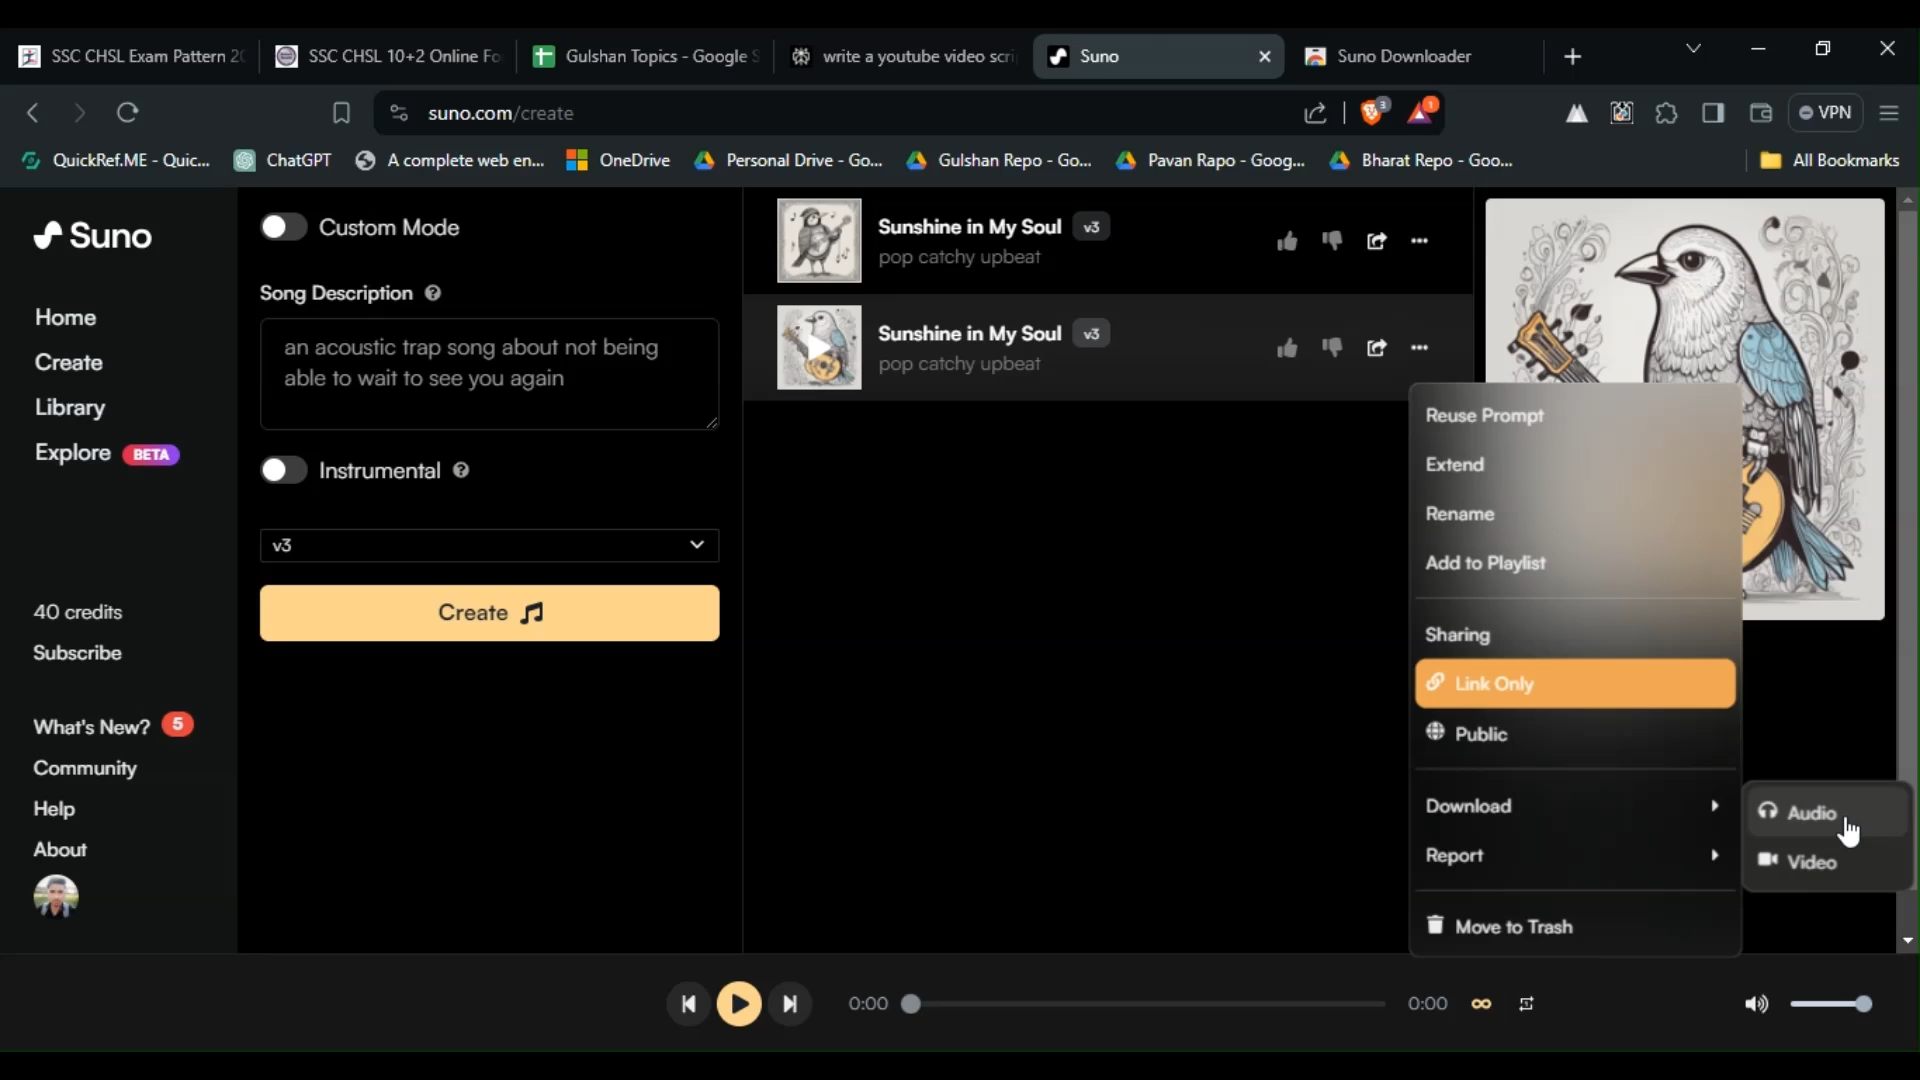 SSC CHSL Exam Pattern 20
SSC CHSL 10+2 Online Fo
Gulshan Topics - Google S
write a youtube video scri
Suno
Suno Downloader
suno.com/create
3
1
VPN
QuickRef.ME - Quic...
ChatGPT
A complete web en...
OneDrive
Personal Drive - Go...
Gulshan Repo - Go...
Pavan Rapo - Goog...
Bharat Repo - Goo...
All Bookmarks
Suno
Home
Create
Library
Explore BETA
40 credits
Subscribe
What's New? 5
Community
Help
About
Custom Mode
Song Description
an acoustic trap song about not being
able to wait to see you again
Instrumental
v3
Create
Sunshine in My Soul v3
pop catchy upbeat
Sunshine in My Soul v3
pop catchy upbeat
Reuse Prompt
Extend
Rename
Add to Playlist
Sharing
Link Only
Public
Download
Report
Move to Trash
Audio
Video
0:00
0:00